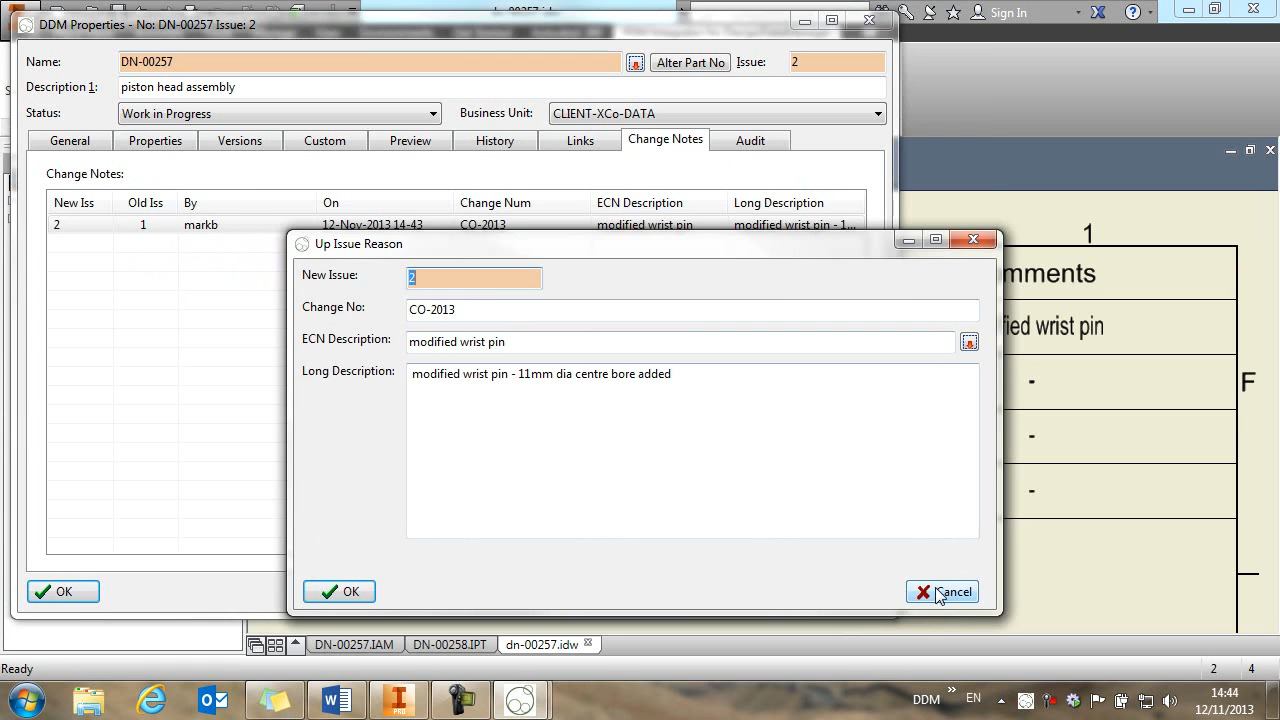 DDM Properties - No: DN-00257 Issue: 2
dn-00257.idw
Sign In
Name:
DN-00257
Alter Part No
Issue:
2
Description 1:
piston head assembly
Status:
Work in Progress
Business Unit:
CLIENT-XCo-DATA
General
Properties
Versions
Custom
Preview
History
Links
Change Notes
Audit
Change Notes:
New Iss
Old Iss
By
On
Change Num
ECN Description
Long Description
2
1
markb
12-Nov-2013 14-43
CO-2013
modified wrist pin
modified wrist pin - 1...
Up Issue Reason
New Issue:
2
Change No:
CO-2013
ECN Description:
modified wrist pin
Long Description:
modified wrist pin - 11mm dia centre bore added
OK
OK
Cancel
1
mments
fied wrist pin
-
F
-
-
DN-00257.IAM
DN-00258.IPT
dn-00257.idw
Ready
2
4
PRO
DDM
»
EN
14:44
12/11/2013